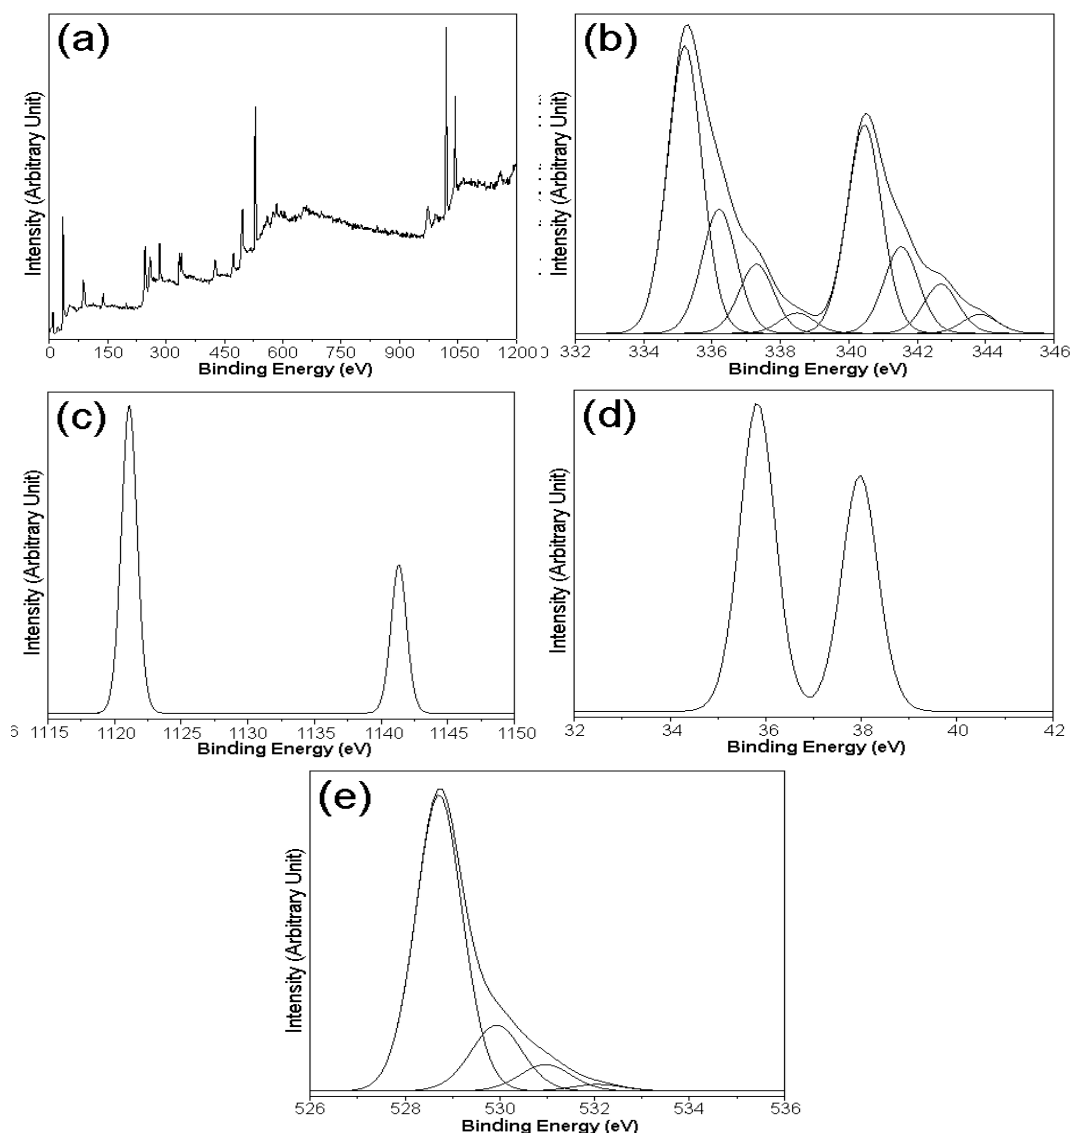 (a)
Intensity (Arbitrary Unit)
0 150 300 450 600 750 900 1050 1200
Binding Energy (eV)
(b)
Intensity (Arbitrary Unit)
0
332 334 336 338 340 342 344 346
Binding Energy (eV)
(c)
Intensity (Arbitrary Unit)
1115 1120 1125 1130 1135 1140 1145 1150
Binding Energy (eV)
(d)
Intensity (Arbitrary Unit)
32 34 36 38 40 42
Binding Energy (eV)
(e)
Intensity (Arbitrary Unit)
526 528 530 532 534 536
Binding Energy (eV)